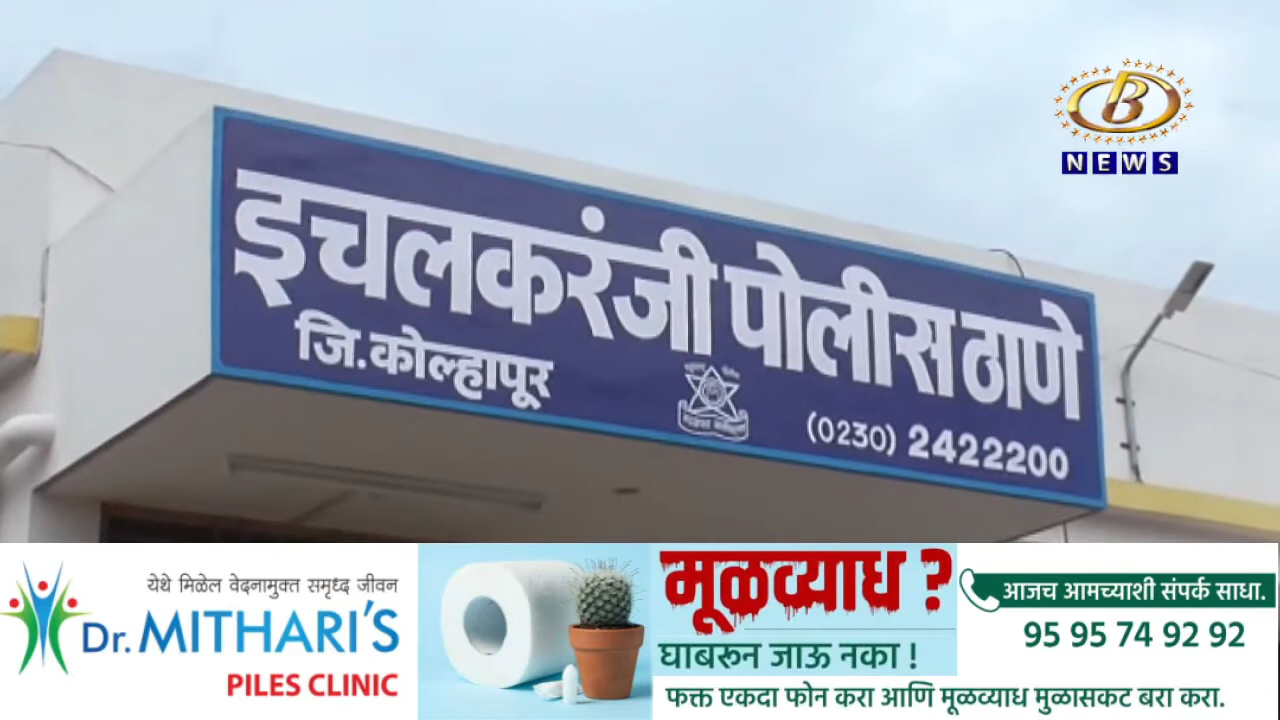 B
NEWS
इचलकरंजी पोलीस ठाणे
जि.कोल्हापूर
(0230) 2422200
येथे मिळेल वेदनामुक्त समृध्द जीवन
Dr. MITHARI'S
PILES CLINIC
मूळव्याध ?
घाबरून जाऊ नका !
आजच आमच्याशी संपर्क साधा.
95 95 74 92 92
फक्त एकदा फोन करा आणि मूळव्याध मुळासकट बरा करा.